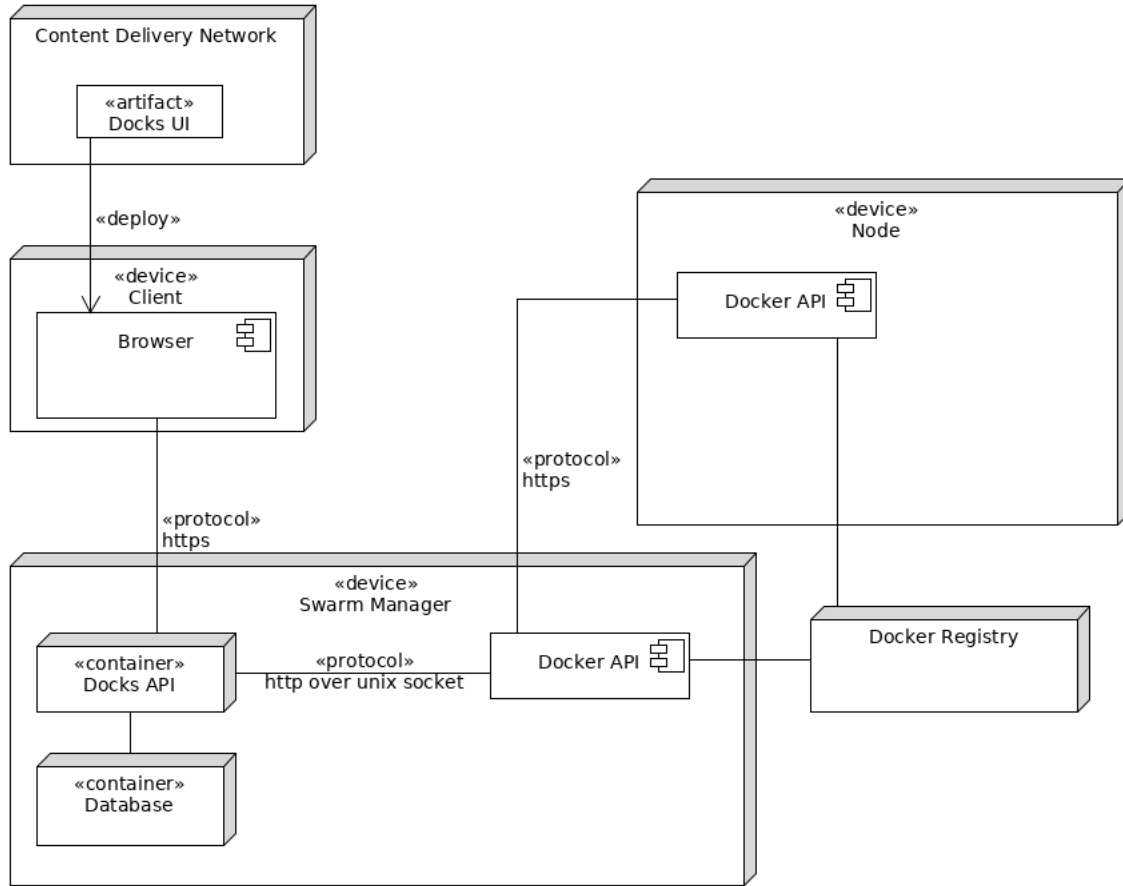 Content Delivery Network
«artifact»
Docks UI
«deploy»
«device»
Client
Browser
«protocol»
https
«device»
Node
Docker API
«protocol»
https
«device»
Swarm Manager
«container»
Docks API
«protocol»
http over unix socket
Docker API
Docker Registry
«container»
Database